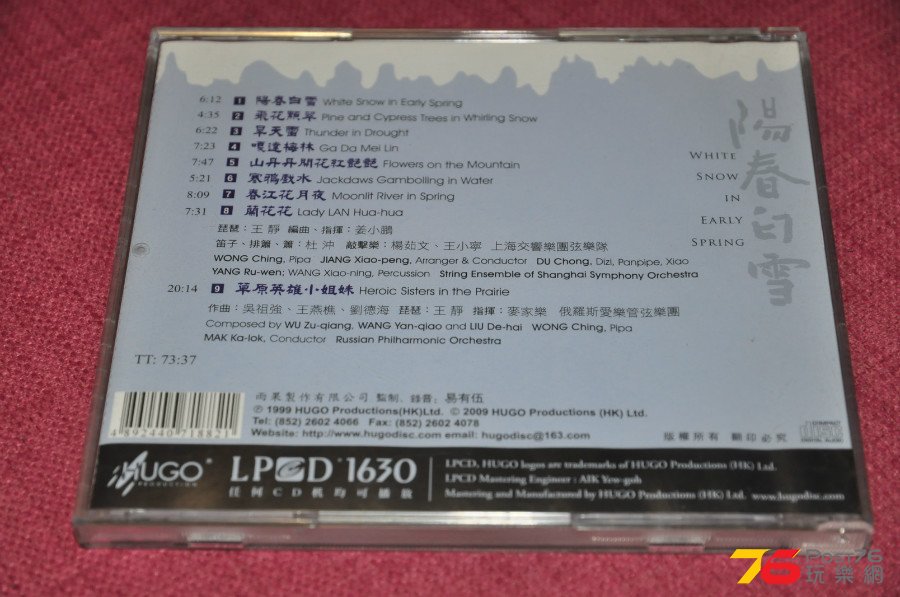 6:12 1 陽春白雪 White Snow in Early Spring
4:35 2 飛花點翠 Pine and Cypress Trees in Whirling Snow
6:22 3 旱天雷 Thunder in Drought
7:23 4 嘎達梅林 Ga Da Mei Lin
7:47 5 山丹丹開花紅艷艷 Flowers on the Mountain
5:21 6 寒鴉戲水 Jackdaws Gambolling in Water
8:09 7 春江花月夜 Moonlit River in Spring
7:31 8 蘭花花 Lady LAN Hua-hua
琵琶：王靜 編曲、指揮：姜小鵬
笛子、排簫、簫：杜沖 敲擊樂：楊茹文、王小寧 上海交響樂團弦樂隊
WONG Ching, Pipa JIANG Xiao-peng, Arranger & Conductor DU Chong, Dizi, Panpipe, Xiao
YANG Ru-wen; WANG Xiao-ning, Percussion String Ensemble of Shanghai Symphony Orchestra
20:14 9 草原英雄小姐妹 Heroic Sisters in the Prairie
作曲：吳祖強、王燕樵、劉德海 琵琶：王靜 指揮：麥家樂 俄羅斯愛樂管弦樂團
Composed by WU Zu-qiang, WANG Yan-qiao and LIU De-hai WONG Ching, Pipa
MAK Ka-lok, Conductor Russian Philharmonic Orchestra
TT: 73:37
陽春白雪
WHITE
SNOW
IN
EARLY
SPRING
雨果製作有限公司 監制、錄音：易有伍
℗ 1999 HUGO Productions(HK)Ltd. © 2009 HUGO Productions (HK) Ltd.
Tel: (852) 2602 4066 Fax: (852) 2602 4078
Website: http://www.hugodisc.com email: hugodisc@163.com
版權所有 翻印必究
COMPACT
disc
DIGITAL AUDIO
4 892440 718821
HUGO
PRODUCTION
LPCD 1630
任何CD機均可播放
LPCD, HUGO logos are trademarks of HUGO Productions (HK) Ltd.
LPCD Mastering Engineer : AIK Yew-goh
Mastering and Manufactured by HUGO Productions (HK) Ltd. www.hugodisc.com
76
Post76
玩樂網